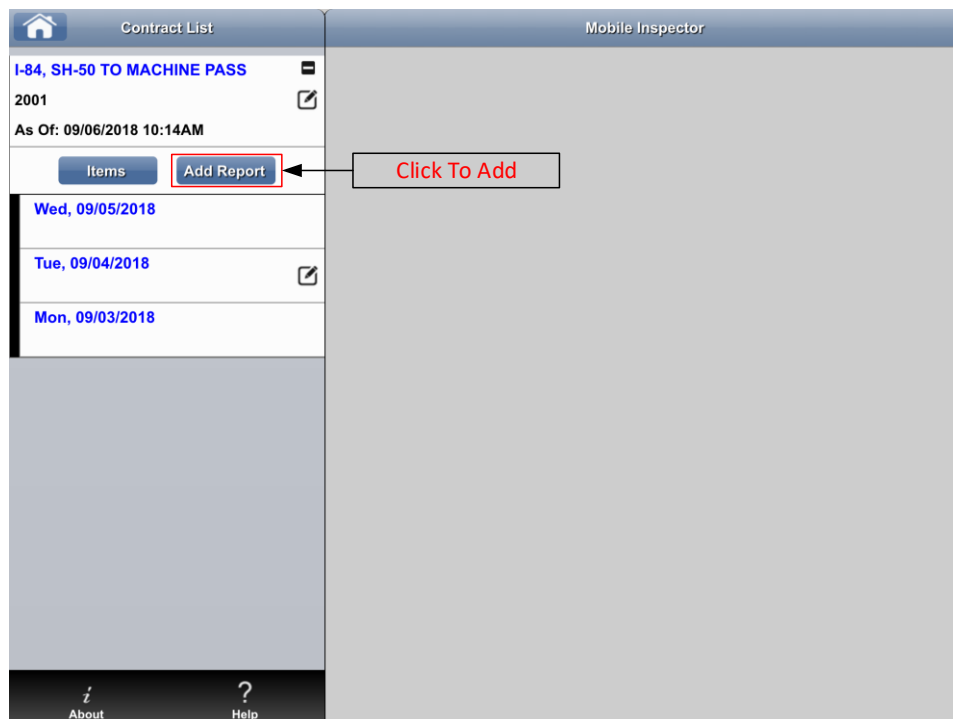 Contract List
Mobile Inspector
I-84, SH-50 TO MACHINE PASS
2001
As Of: 09/06/2018 10:14AM
Items
Add Report
Click To Add
Wed, 09/05/2018
Tue, 09/04/2018
Mon, 09/03/2018
i
?
About
Help